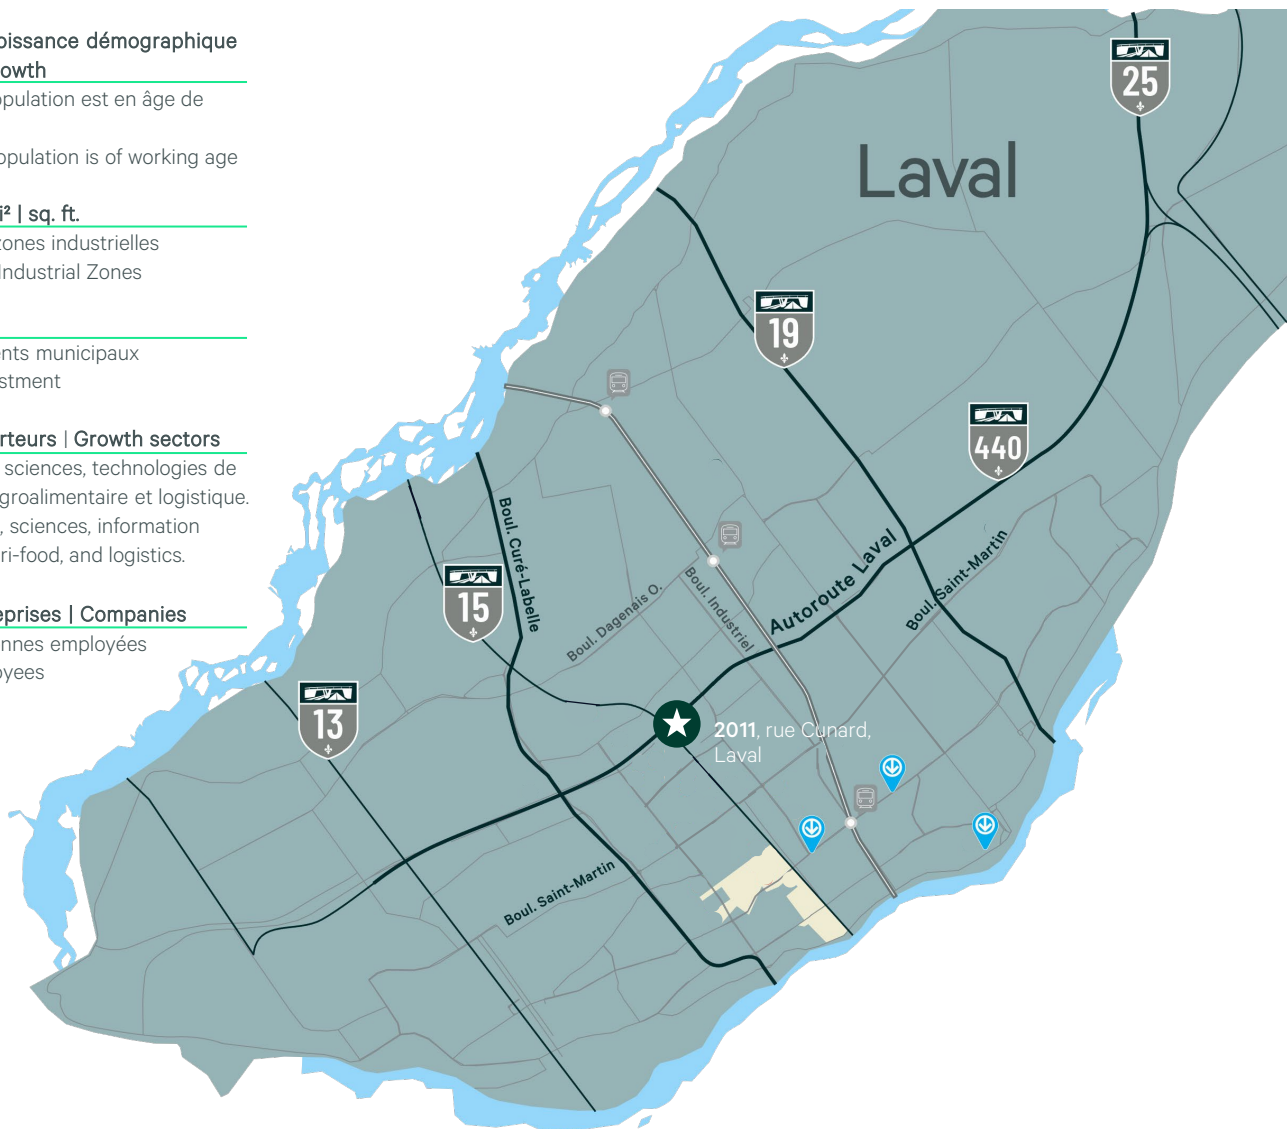 oissance démographique
owth
opulation est en âge de
opulation is of working age
i² | sq. ft.
zones industrielles
Industrial Zones
nts municipaux
stment
rteurs | Growth sectors
sciences, technologies de
groalimentaire et logistique.
, sciences, information
ri-food, and logistics.
eprises | Companies
nnes employées
oyees
Laval
25
19
440
15
13
Boul. Curé-Labelle
Boul. Dagenais O.
Boul. Industriel
Autoroute Laval
Boul. Saint-Martin
2011, rue Cunard,
Laval
Boul. Saint-Martin